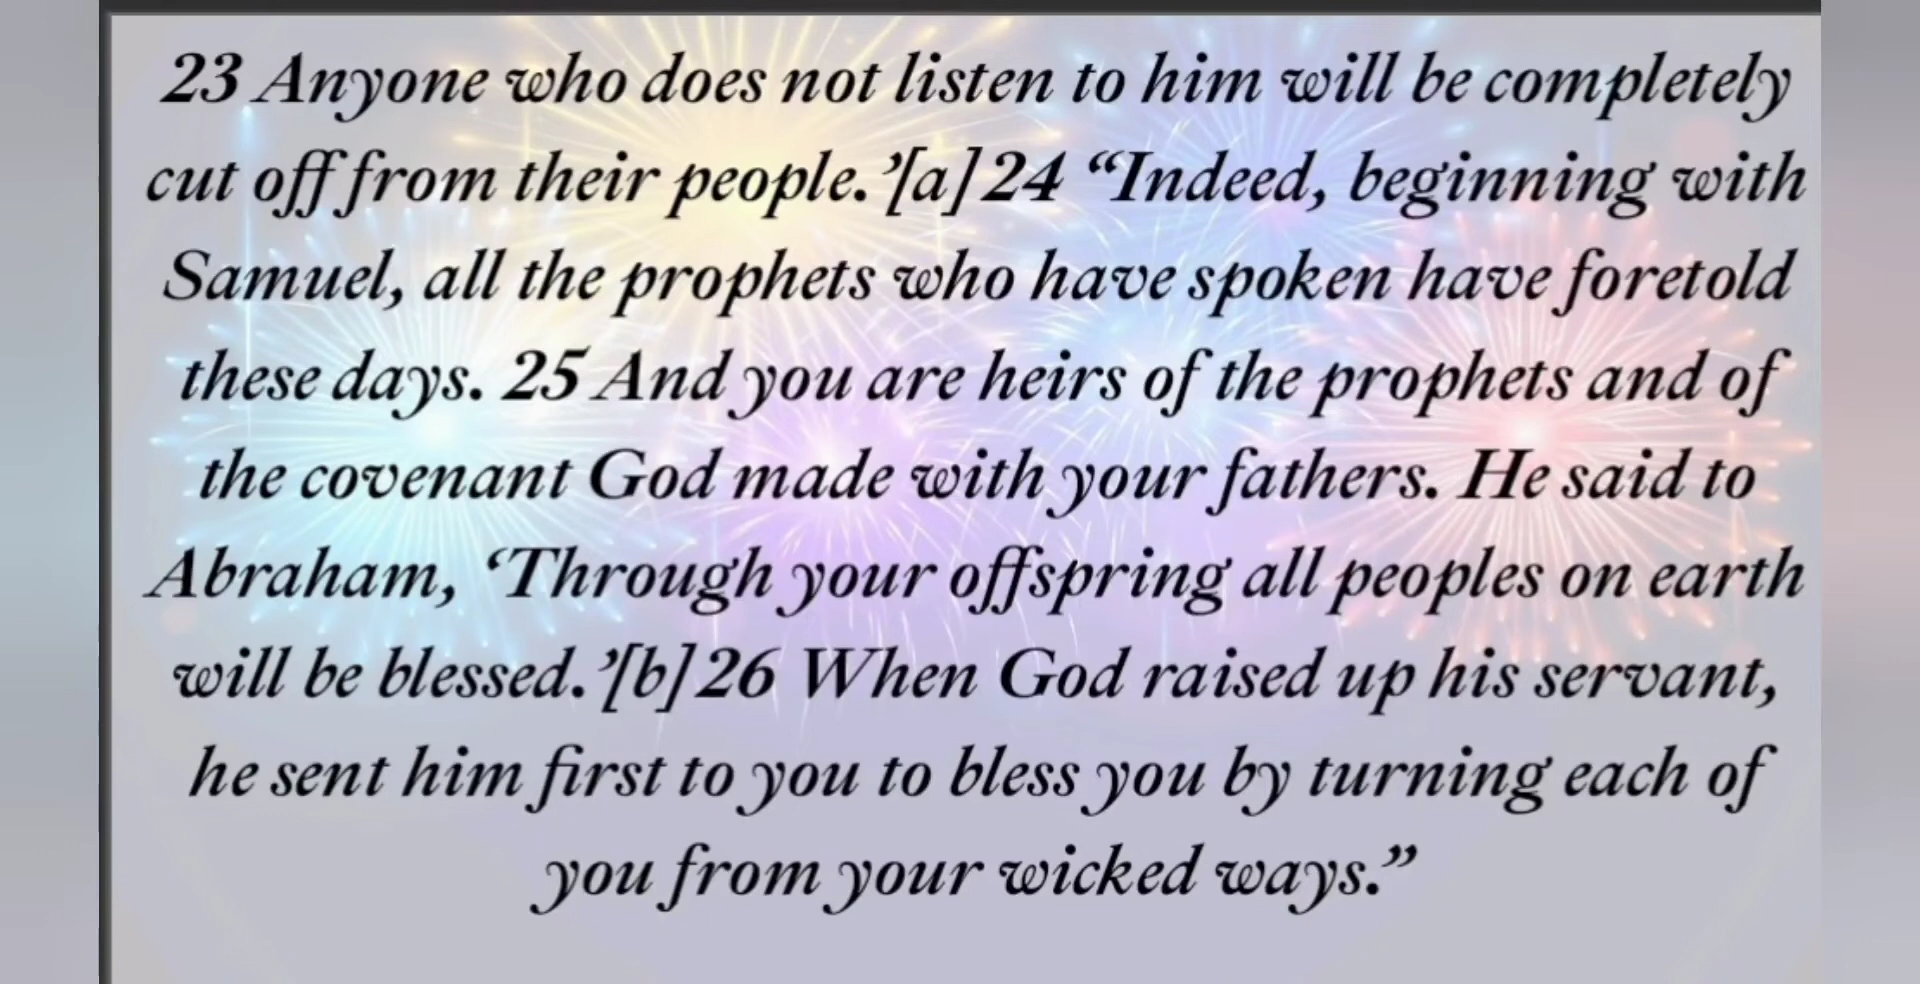 23 Anyone who does not listen to him will be completely
cut off from their people.’[a]24 “Indeed, beginning with
Samuel, all the prophets who have spoken have foretold
these days. 25 And you are heirs of the prophets and of
the covenant God made with your fathers. He said to
Abraham, ‘Through your offspring all peoples on earth
will be blessed.’[b]26 When God raised up his servant,
he sent him first to you to bless you by turning each of
you from your wicked ways.”